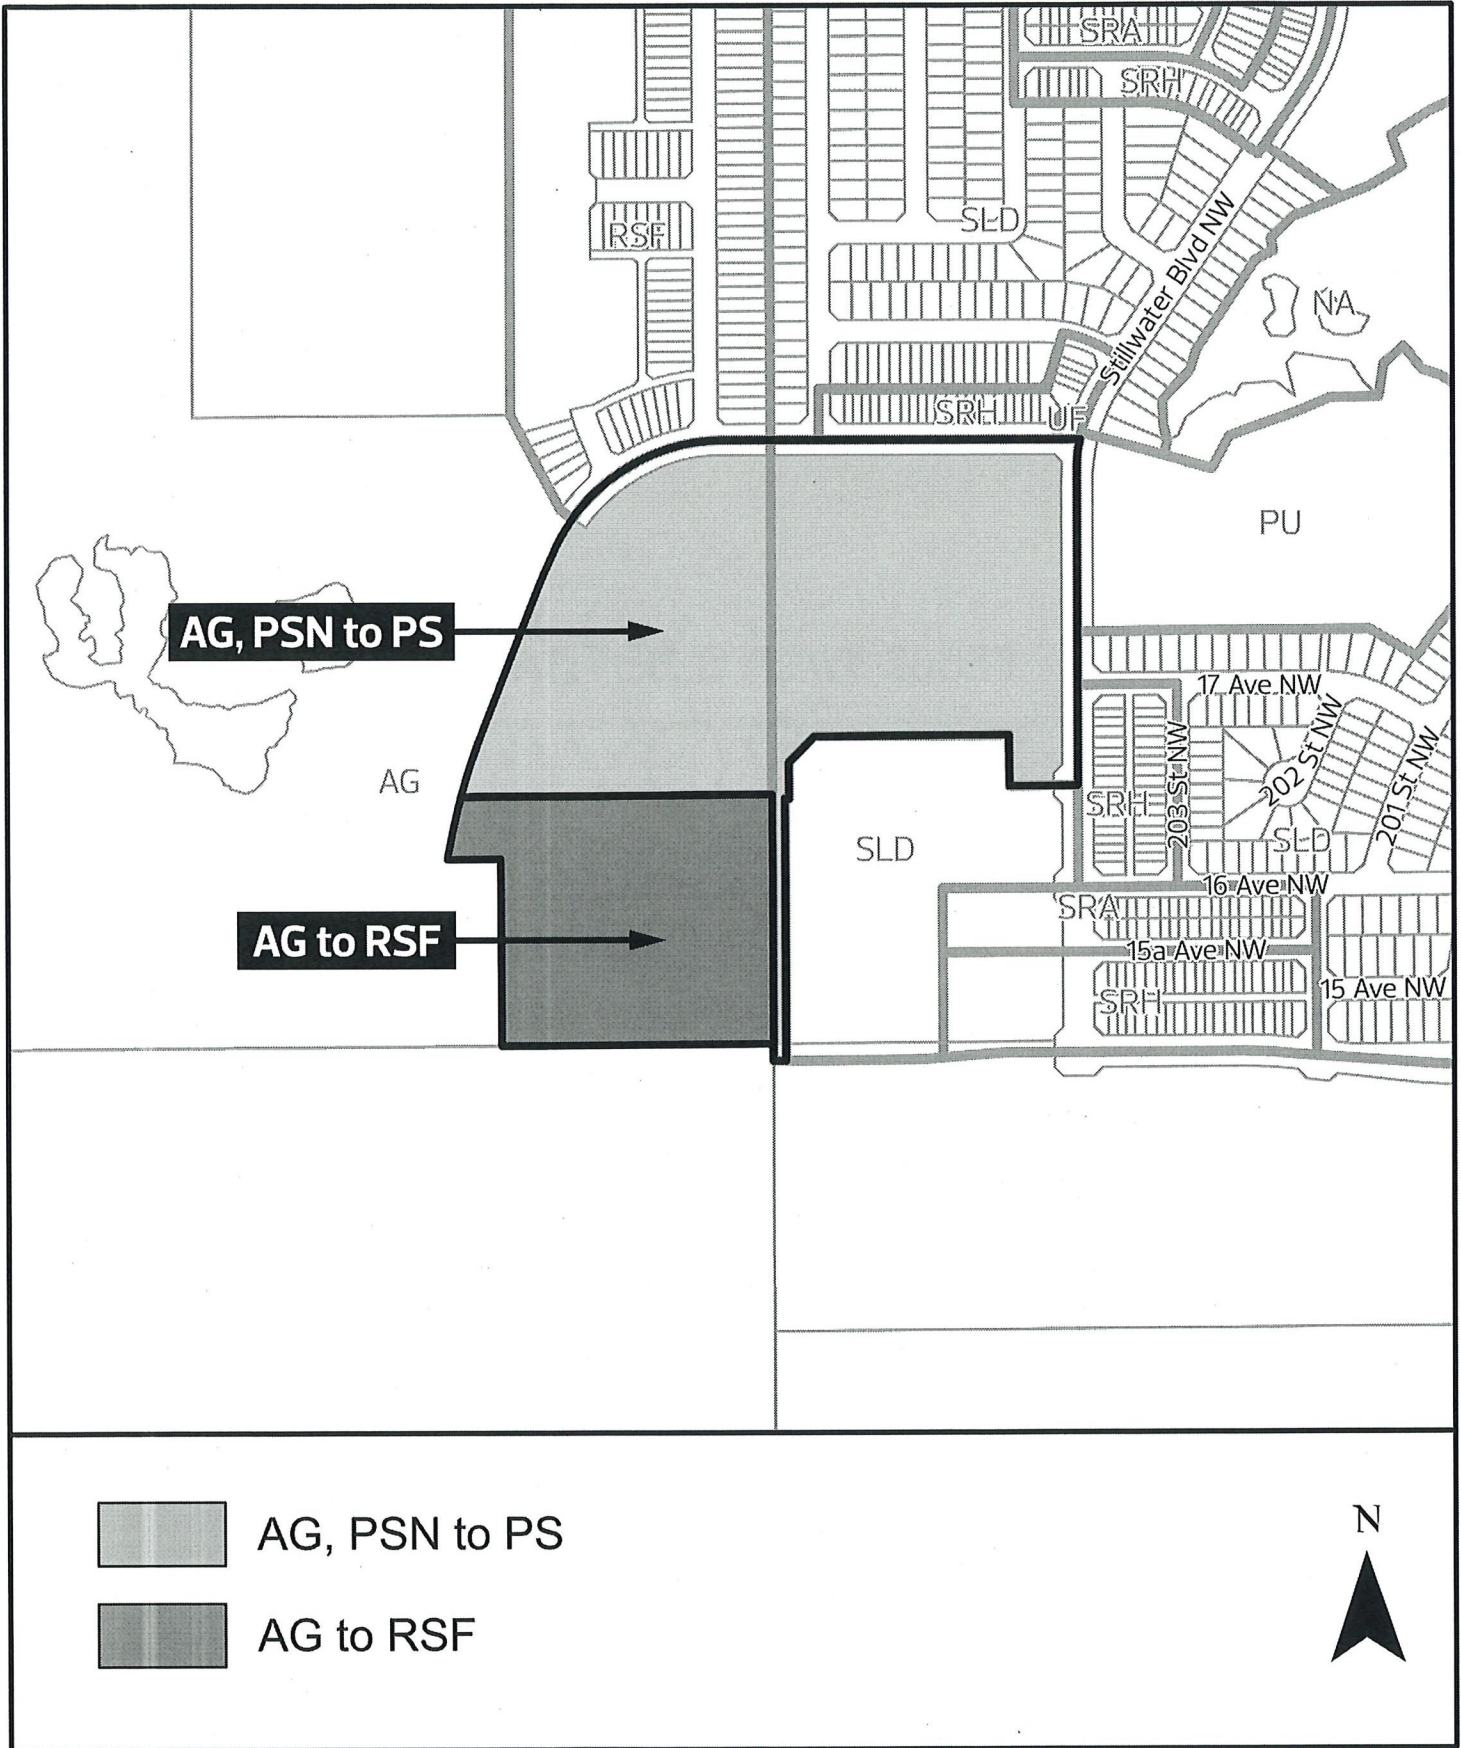 SRA
SRH
RSF
SLD
Stillwater Blvd NW
NA
SRH
UF
PU
AG, PSN to PS
17 Ave NW
203 St NW
202 St NW
201 St NW
AG
SRH
SLD
SLD
16 Ave NW
SRA
AG to RSF
15a Ave NW
15 Ave NW
SRH
AG, PSN to PS
AG to RSF
N